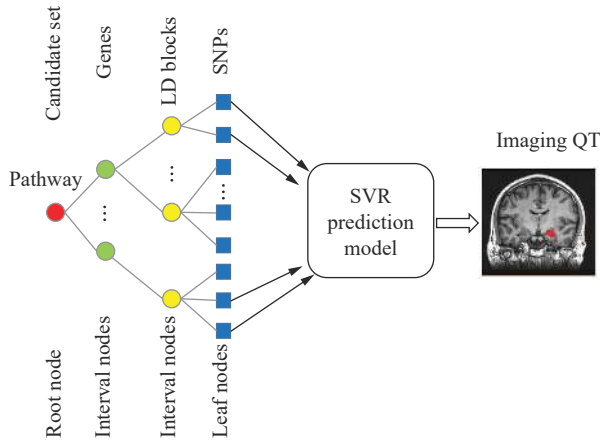 Candidate set
Genes
LD blocks
SNPs
Pathway
...
...
...
SVR
prediction
model
Imaging QT
Root node
Interval nodes
Interval nodes
Leaf nodes